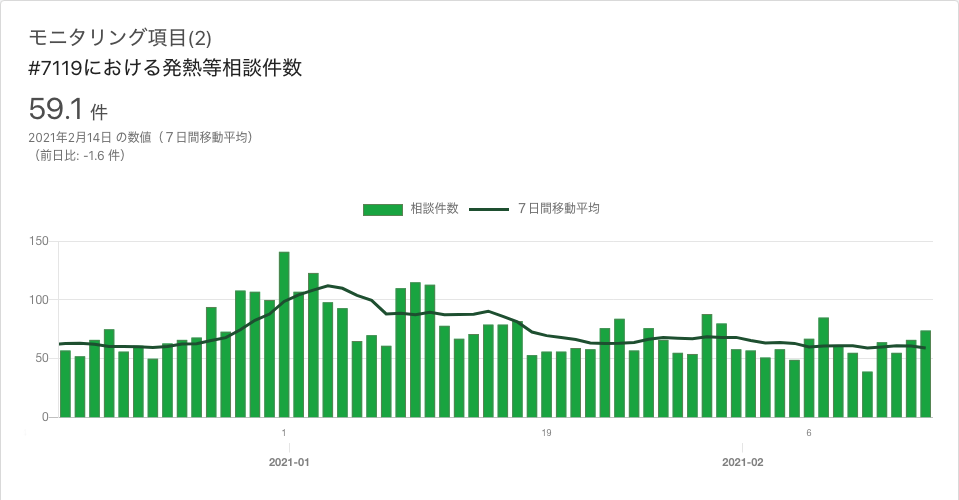 モニタリング項目(2)
#7119における発熱等相談件数
59.1 件
2021年2月14日 の数値（７日間移動平均）
（前日比: -1.6 件）
相談件数 ７日間移動平均
150
100
50
0
1 19 6
2021-01 2021-02